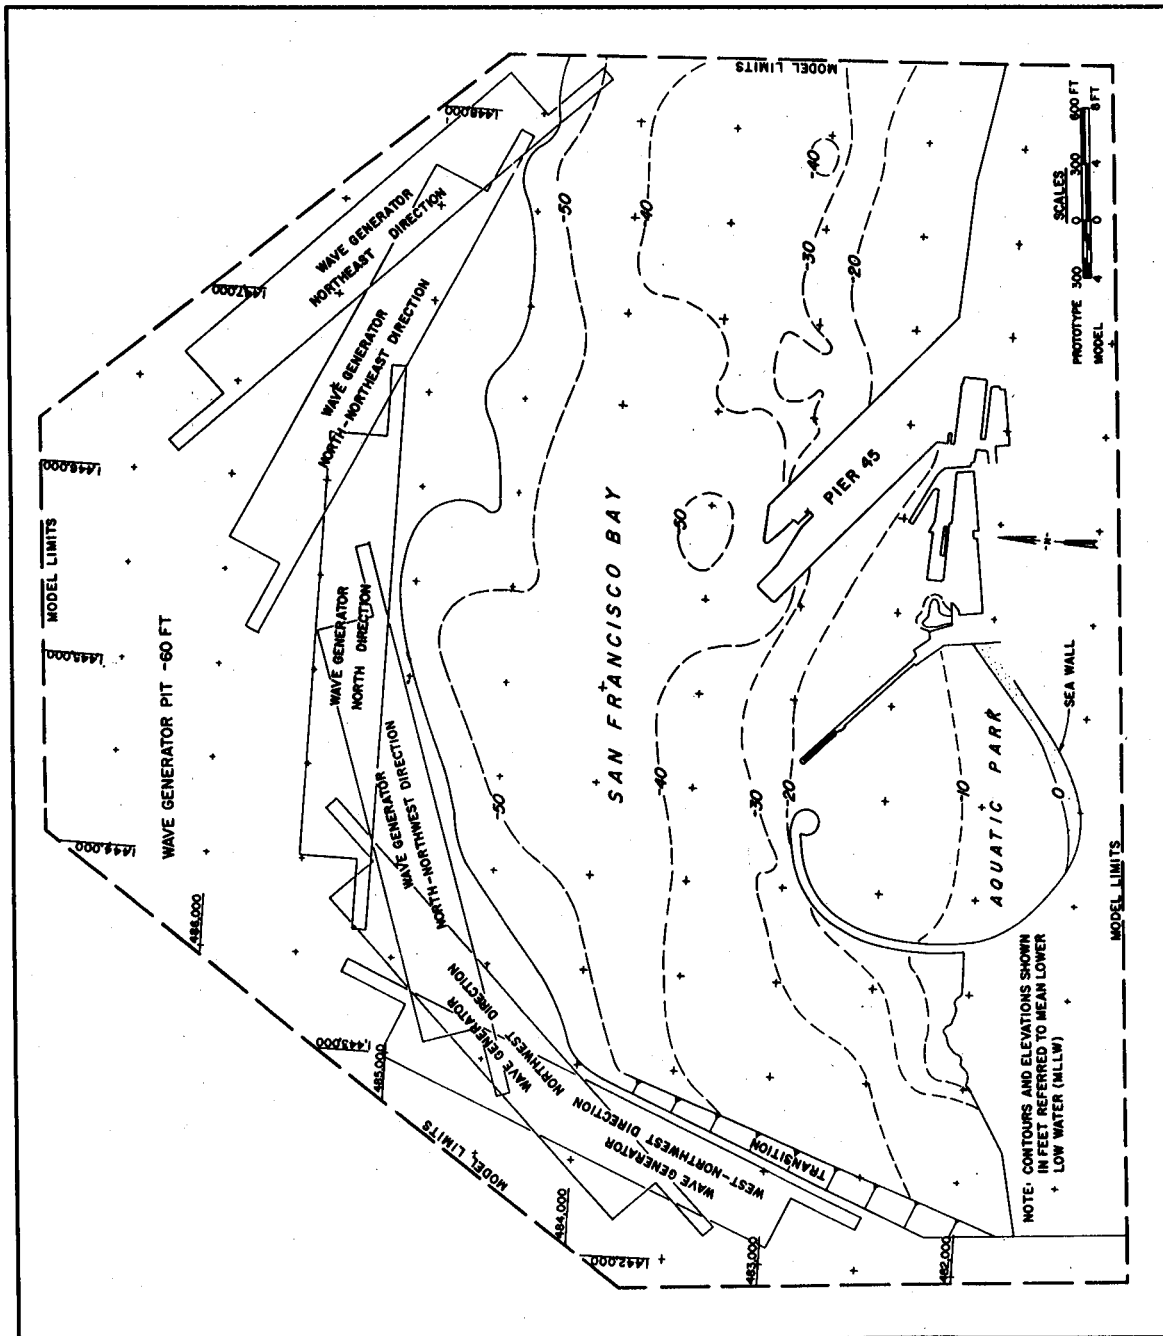 MODEL LIMITS
WAVE GENERATOR PIT -60 FT
1,448,000
1,447,000
1,446,000
1,445,000
1,444,000
1,443,000
1,442,000
486,000
485,000
484,000
483,000
482,000
MODEL LIMITS
MODEL LIMITS
MODEL LIMITS
WAVE GENERATOR
NORTHEAST DIRECTION
WAVE GENERATOR
NORTH-NORTHEAST DIRECTION
WAVE GENERATOR
NORTH DIRECTION
WAVE GENERATOR
NORTH-NORTHWEST DIRECTION
WAVE GENERATOR
NORTHWEST DIRECTION
WAVE GENERATOR
WEST-NORTHWEST DIRECTION
TRANSITION
SAN FRANCISCO BAY
-50
-40
-40
-30
-20
-50
-50
-40
-30
-20
-10
0
PIER 45
AQUATIC PARK
SEA WALL
-N-
SCALES
PROTOTYPE 300 0 300 600 FT
MODEL 4 0 4 8 FT
NOTE: CONTOURS AND ELEVATIONS SHOWN
IN FEET REFERRED TO MEAN LOWER
LOW WATER (MLLW)